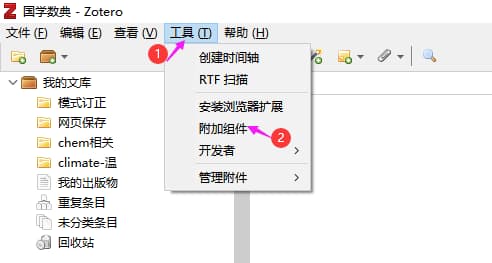 国学数典 - Zotero
文件 (F) 编辑 (E) 查看 (V) 工具 (T) 帮助 (H)
1
创建时间轴
RTF 扫描
安装浏览器扩展
附加组件
2
开发者
管理附件
我的文库
模式订正
网页保存
chem相关
climate-温
我的出版物
重复条目
未分类条目
回收站